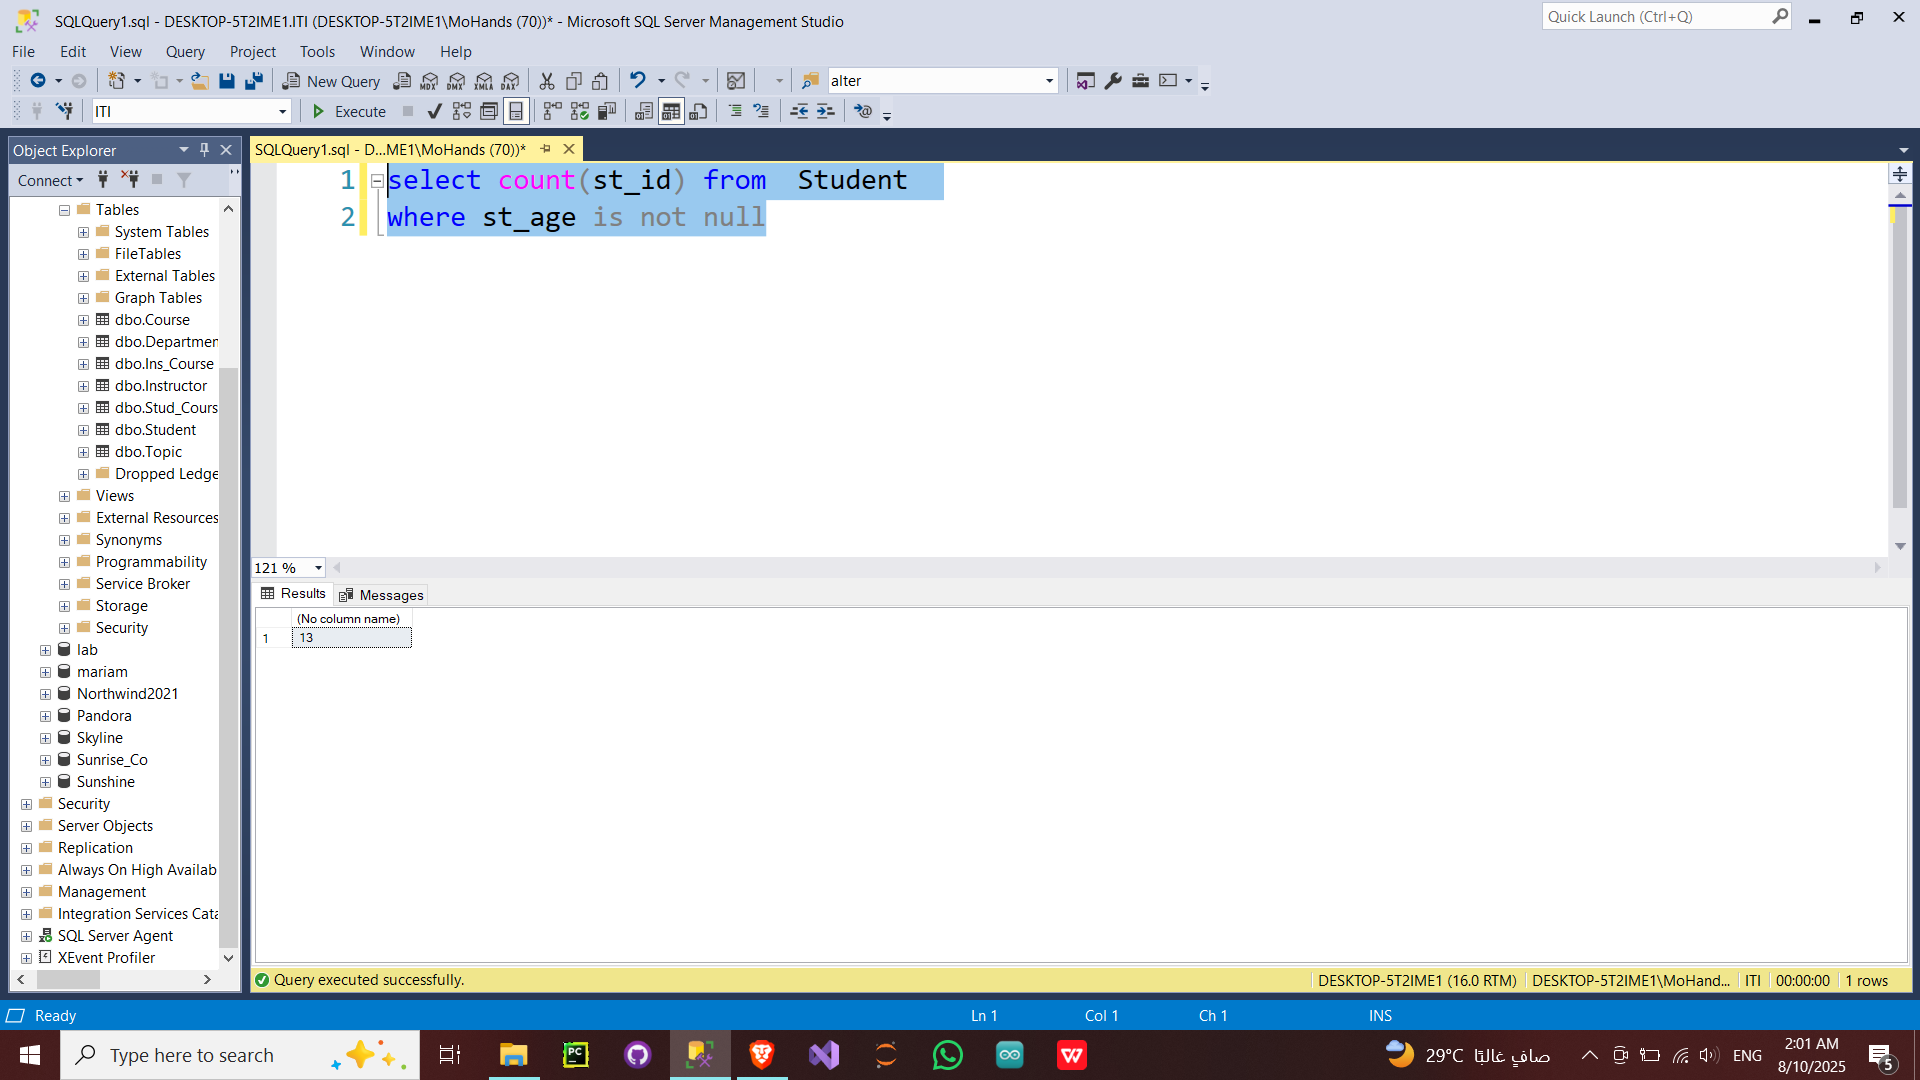 SQLQuery1.sql - DESKTOP-5T2IME1.ITI (DESKTOP-5T2IME1\MoHands (70))* - Microsoft SQL Server Management Studio
Quick Launch (Ctrl+Q)
File Edit View Query Project Tools Window Help
New Query
MDX DMX XMLA DAX
alter
ITI
Execute
Object Explorer
SQLQuery1.sql - D...ME1\MoHands (70))*
Connect
1 select count(st_id) from Student
2 where st_age is not null
Tables
System Tables
FileTables
External Tables
Graph Tables
dbo.Course
dbo.Departmen
dbo.Ins_Course
dbo.Instructor
dbo.Stud_Cours
dbo.Student
dbo.Topic
Dropped Ledge
Views
External Resources
Synonyms
Programmability
Service Broker
Storage
Security
lab
mariam
Northwind2021
Pandora
Skyline
Sunrise_Co
Sunshine
Security
Server Objects
Replication
Always On High Availab
Management
Integration Services Cata
SQL Server Agent
XEvent Profiler
121 %
Results Messages
(No column name)
1 13
Query executed successfully.
DESKTOP-5T2IME1 (16.0 RTM) DESKTOP-5T2IME1\MoHand... ITI 00:00:00 1 rows
Ready
Ln 1 Col 1 Ch 1 INS
Type here to search
PC
W
29°C صافٍ غالبًا
ENG
2:01 AM
8/10/2025
5